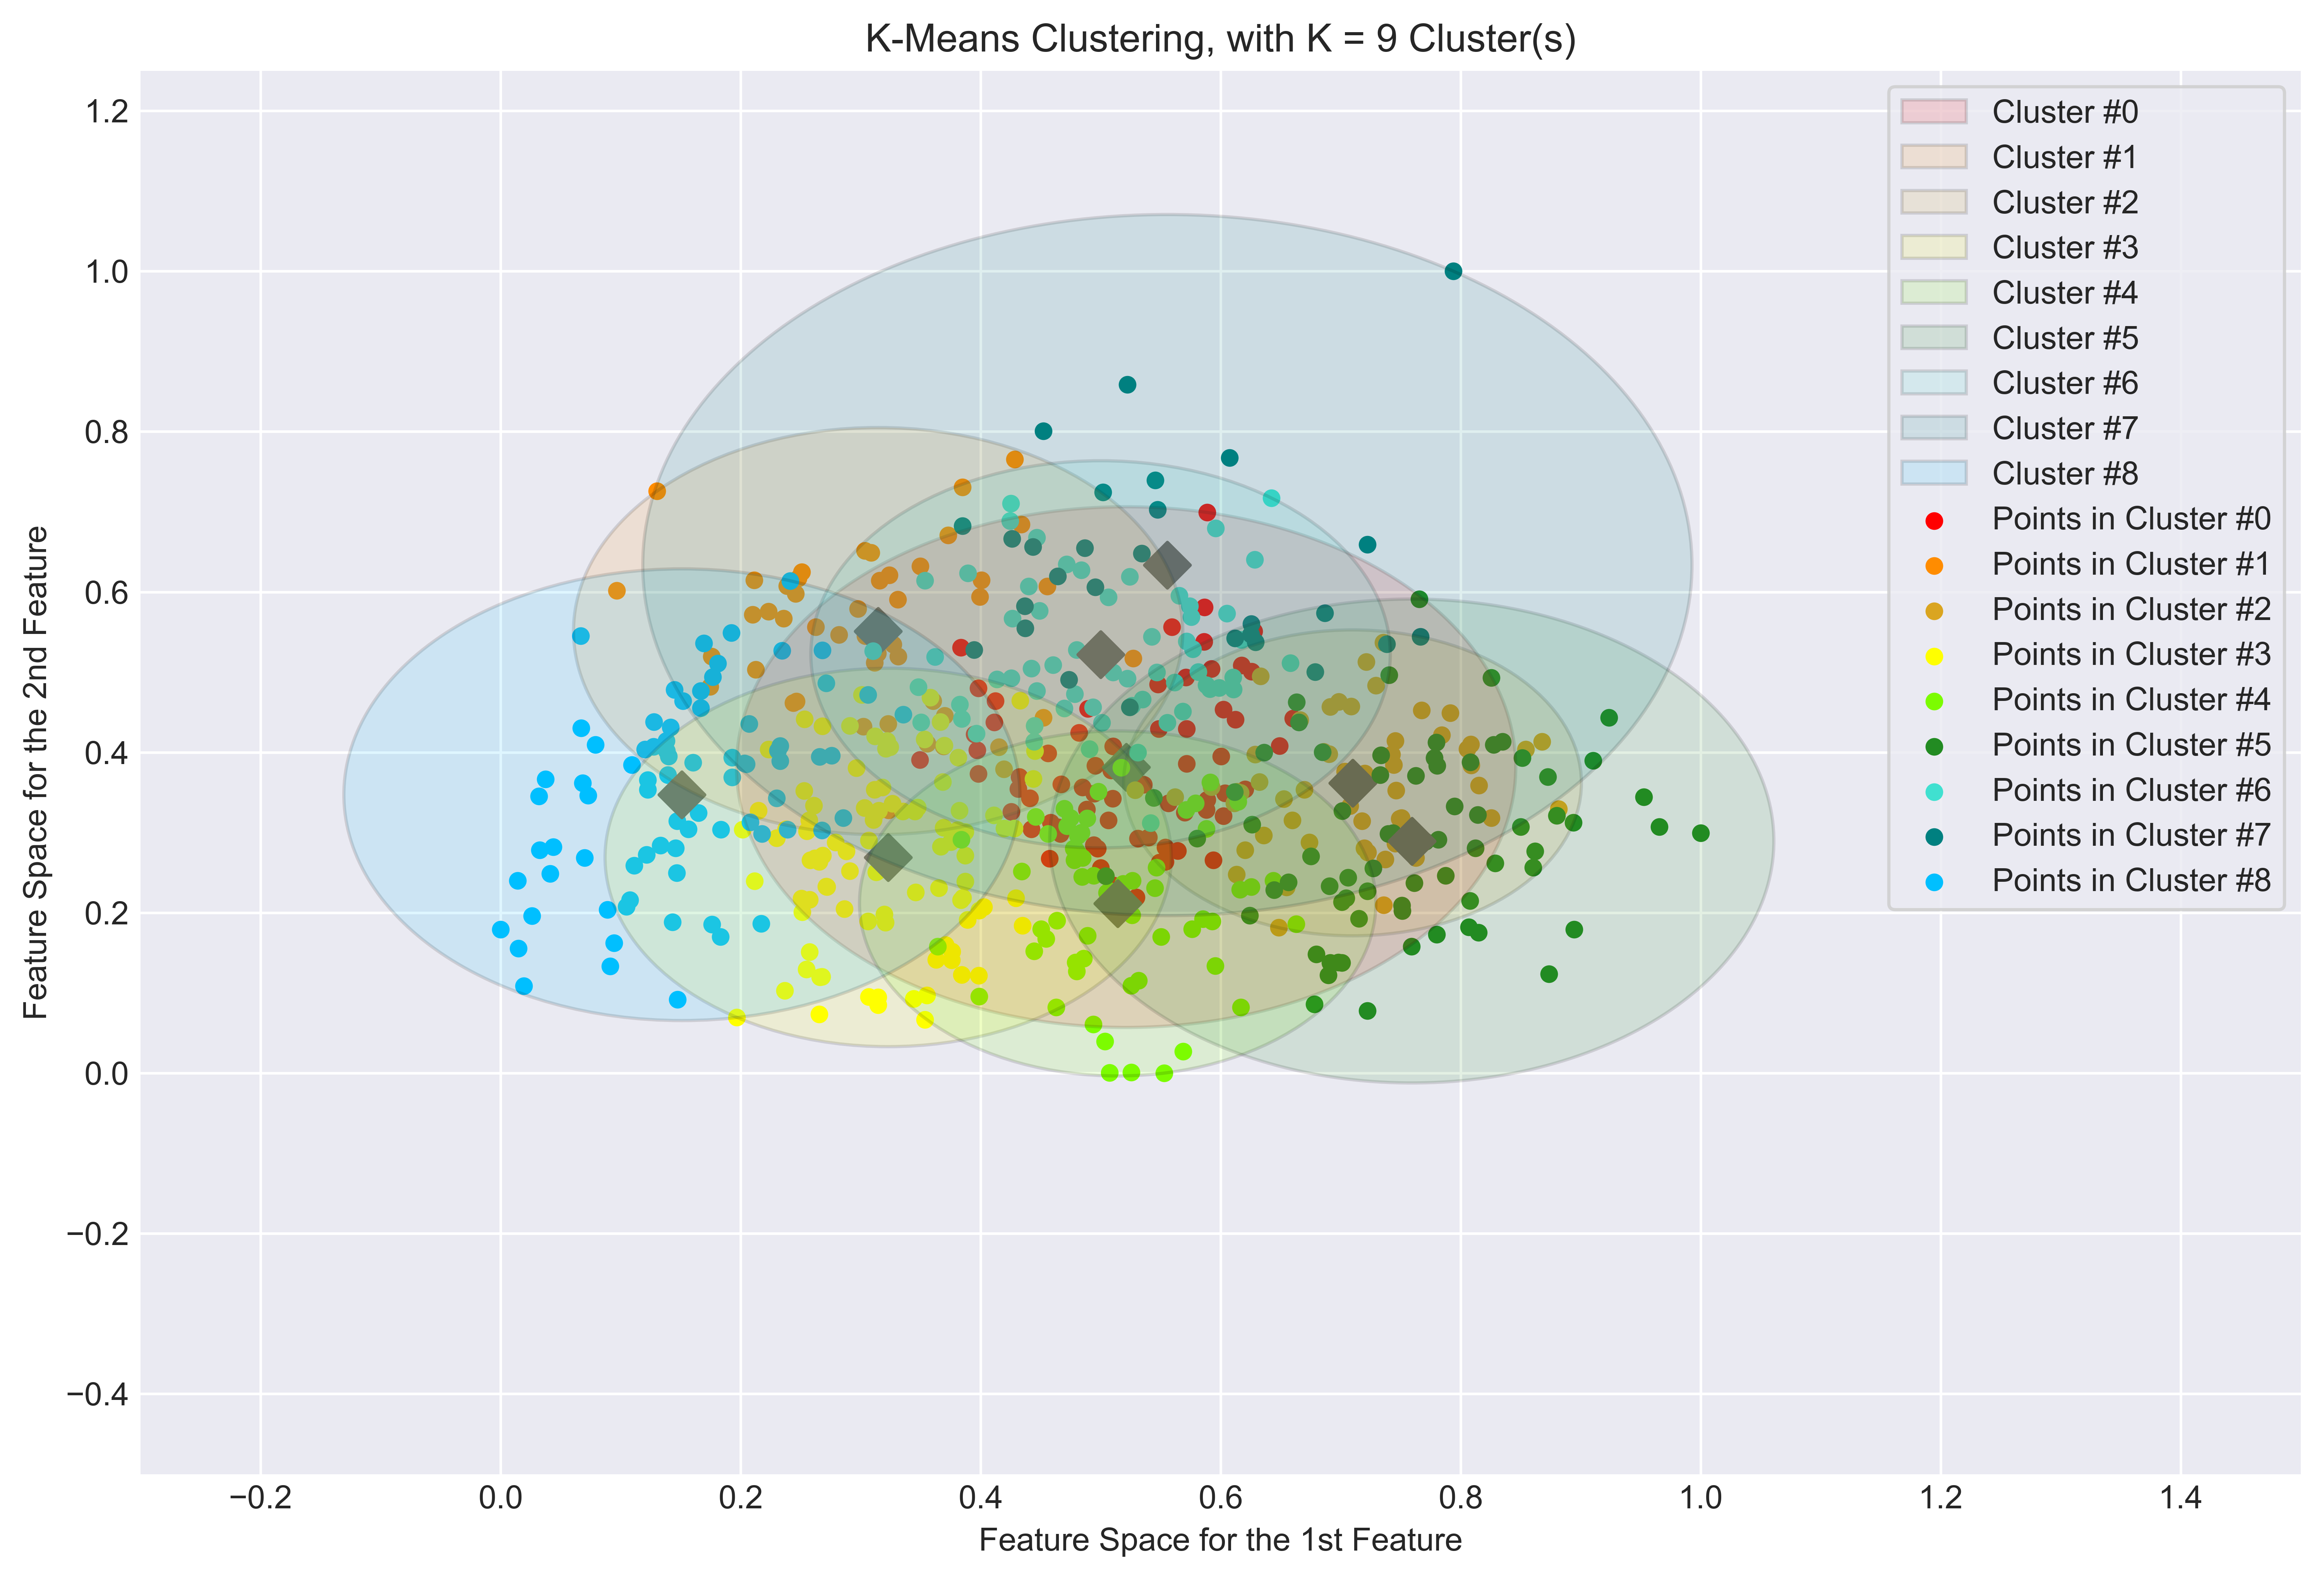 K-Means Clustering, with K = 9 Cluster(s)
Feature Space for the 2nd Feature
1.2
1.0
0.8
0.6
0.4
0.2
0.0
−0.2
−0.4
Cluster #0
Cluster #1
Cluster #2
Cluster #3
Cluster #4
Cluster #5
Cluster #6
Cluster #7
Cluster #8
Points in Cluster #0
Points in Cluster #1
Points in Cluster #2
Points in Cluster #3
Points in Cluster #4
Points in Cluster #5
Points in Cluster #6
Points in Cluster #7
Points in Cluster #8
−0.2 0.0 0.2 0.4 0.6 0.8 1.0 1.2 1.4
Feature Space for the 1st Feature